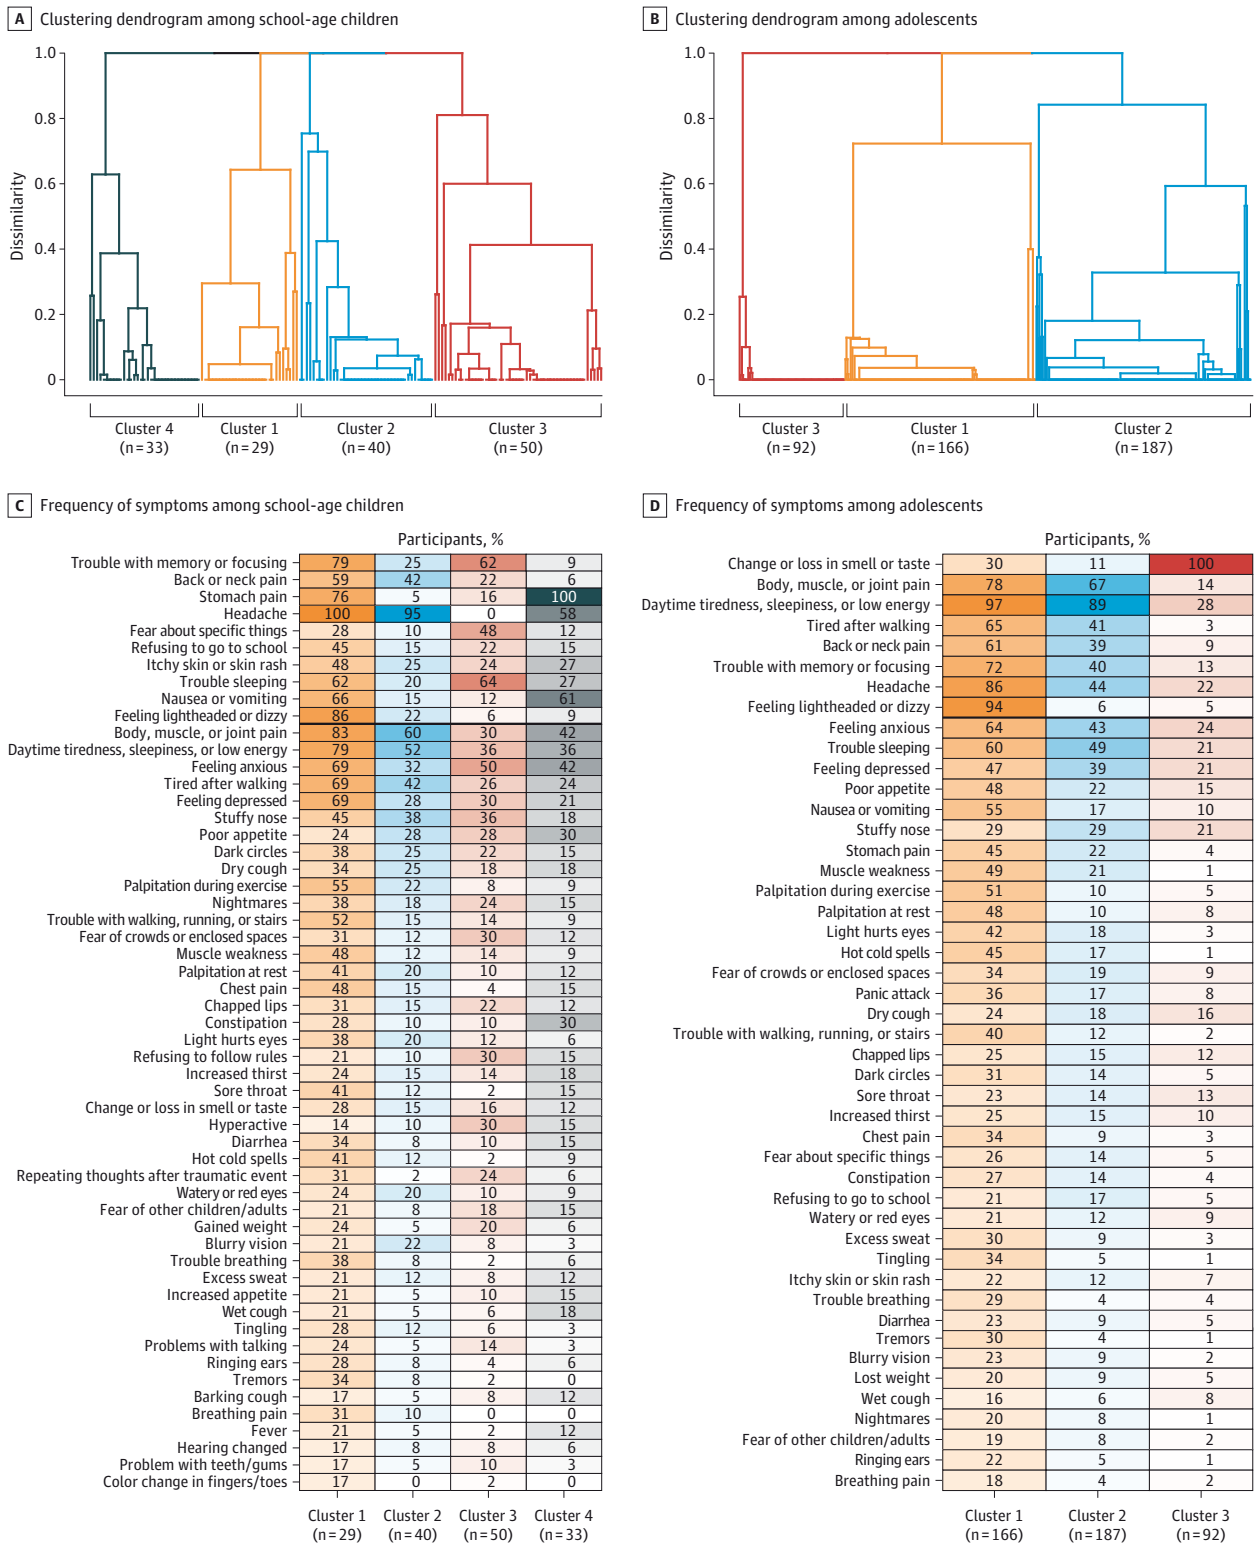 A Clustering dendrogram among school-age children
1.0
0.8
0.6
0.4
0.2
0
Dissimilarity
Cluster 4 Cluster 1 Cluster 2 Cluster 3
(n=33) (n=29) (n=40) (n=50)
B Clustering dendrogram among adolescents
1.0
0.8
0.6
0.4
0.2
0
Dissimilarity
Cluster 3 Cluster 1 Cluster 2
(n=92) (n=166) (n=187)
C Frequency of symptoms among school-age children
Participants, %
Trouble with memory or focusing 79 25 62 9
Back or neck pain 59 42 22 6
Stomach pain 76 5 16 100
Headache 100 95 0 58
Fear about specific things 28 10 48 12
Refusing to go to school 45 15 22 15
Itchy skin or skin rash 48 25 24 27
Trouble sleeping 62 20 64 27
Nausea or vomiting 66 15 12 61
Feeling lightheaded or dizzy 86 22 6 9
Body, muscle, or joint pain 83 60 30 42
Daytime tiredness, sleepiness, or low energy 79 52 36 36
Feeling anxious 69 32 50 42
Tired after walking 69 42 26 24
Feeling depressed 69 28 30 21
Stuffy nose 45 38 36 18
Poor appetite 24 28 28 30
Dark circles 38 25 22 15
Dry cough 34 25 18 18
Palpitation during exercise 55 22 8 9
Nightmares 38 18 24 15
Trouble with walking, running, or stairs 52 15 14 9
Fear of crowds or enclosed spaces 31 12 30 12
Muscle weakness 48 12 14 9
Palpitation at rest 41 20 10 12
Chest pain 48 15 4 15
Chapped lips 31 15 22 12
Constipation 28 10 10 30
Light hurts eyes 38 20 12 6
Refusing to follow rules 21 10 30 15
Increased thirst 24 15 14 18
Sore throat 41 12 2 15
Change or loss in smell or taste 28 15 16 12
Hyperactive 14 10 30 15
Diarrhea 34 8 10 15
Hot cold spells 41 12 2 9
Repeating thoughts after traumatic event 31 2 24 6
Watery or red eyes 24 20 10 9
Fear of other children/adults 21 8 18 15
Gained weight 24 5 20 6
Blurry vision 21 22 8 3
Trouble breathing 38 8 2 6
Excess sweat 21 12 8 12
Increased appetite 21 5 10 15
Wet cough 21 5 6 18
Tingling 28 12 6 3
Problems with talking 24 5 14 3
Ringing ears 28 8 4 6
Tremors 34 8 2 0
Barking cough 17 5 8 12
Breathing pain 31 10 0 0
Fever 21 5 2 12
Hearing changed 17 8 8 6
Problem with teeth/gums 17 5 10 3
Color change in fingers/toes 17 0 2 0
Cluster 1 Cluster 2 Cluster 3 Cluster 4
(n=29) (n=40) (n=50) (n=33)
D Frequency of symptoms among adolescents
Participants, %
Change or loss in smell or taste 30 11 100
Body, muscle, or joint pain 78 67 14
Daytime tiredness, sleepiness, or low energy 97 89 28
Tired after walking 65 41 3
Back or neck pain 61 39 9
Trouble with memory or focusing 72 40 13
Headache 86 44 22
Feeling lightheaded or dizzy 94 6 5
Feeling anxious 64 43 24
Trouble sleeping 60 49 21
Feeling depressed 47 39 21
Poor appetite 48 22 15
Nausea or vomiting 55 17 10
Stuffy nose 29 29 21
Stomach pain 45 22 4
Muscle weakness 49 21 1
Palpitation during exercise 51 10 5
Palpitation at rest 48 10 8
Light hurts eyes 42 18 3
Hot cold spells 45 17 1
Fear of crowds or enclosed spaces 34 19 9
Panic attack 36 17 8
Dry cough 24 18 16
Trouble with walking, running, or stairs 40 12 2
Chapped lips 25 15 12
Dark circles 31 14 5
Sore throat 23 14 13
Increased thirst 25 15 10
Chest pain 34 9 3
Fear about specific things 26 14 5
Constipation 27 14 4
Refusing to go to school 21 17 5
Watery or red eyes 21 12 9
Excess sweat 30 9 3
Tingling 34 5 1
Itchy skin or skin rash 22 12 7
Trouble breathing 29 4 4
Diarrhea 23 9 5
Tremors 30 4 1
Blurry vision 23 9 2
Lost weight 20 9 5
Wet cough 16 6 8
Nightmares 20 8 1
Fear of other children/adults 19 8 2
Ringing ears 22 5 1
Breathing pain 18 4 2
Cluster 1 Cluster 2 Cluster 3
(n=166) (n=187) (n=92)